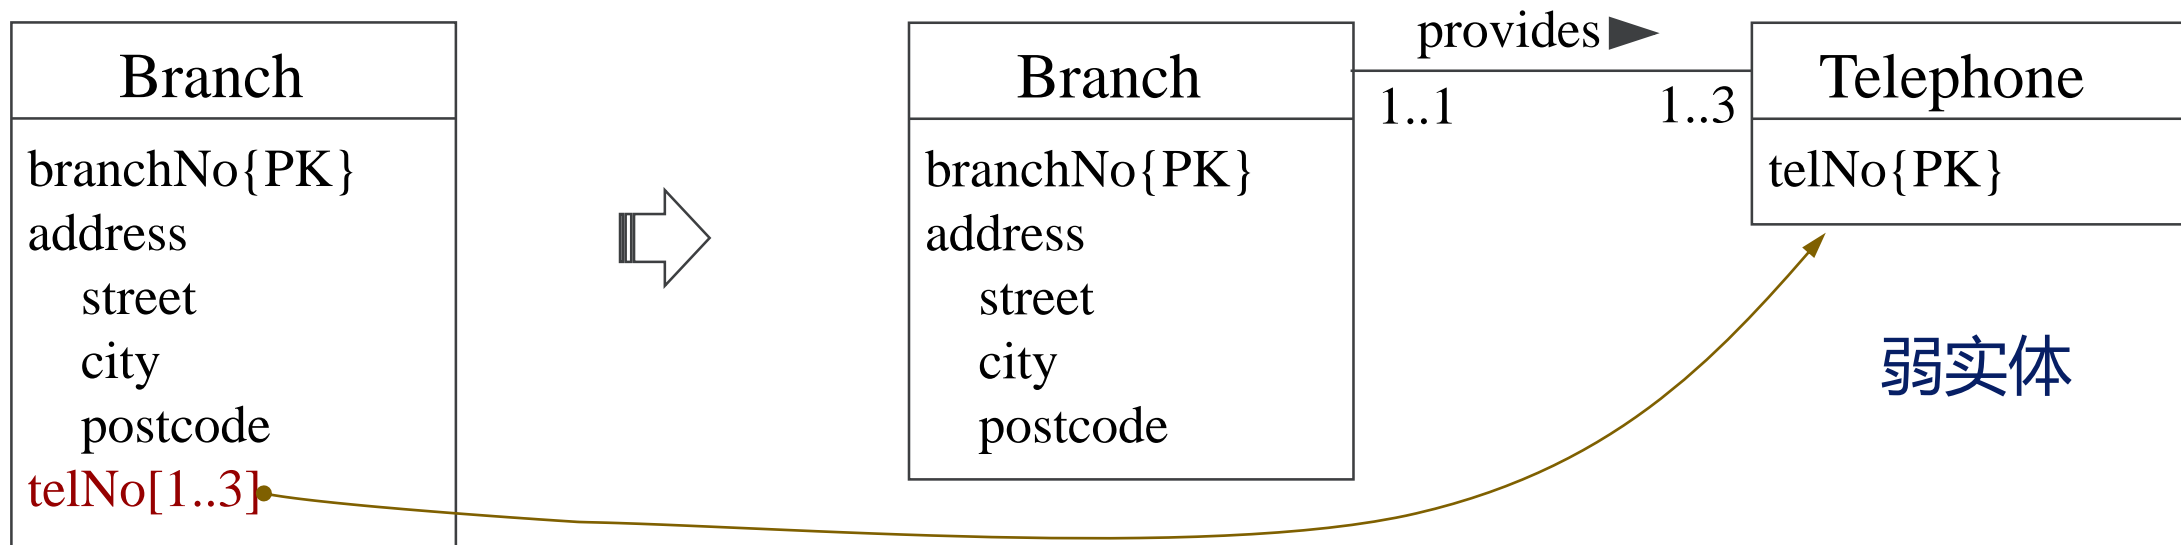 Branch
branchNo{PK}
address
street
city
postcode
telNo[1..3]
Branch
branchNo{PK}
address
street
city
postcode
provides
1..1
1..3
Telephone
telNo{PK}
弱实体